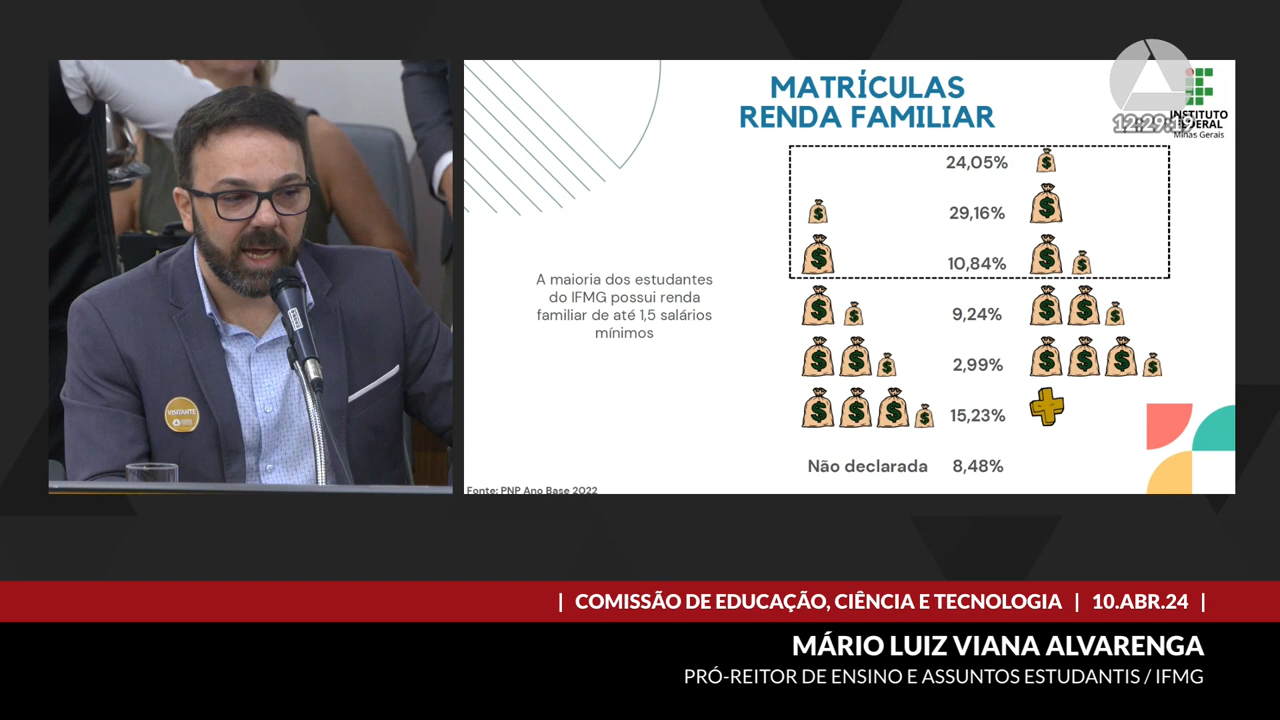 MATRÍCULAS
RENDA FAMILIAR
12:29:19
INSTITUTO
FEDERAL
Minas Gerais
24,05%
29,16%
10,84%
A maioria dos estudantes
do IFMG possui renda
familiar de até 1,5 salários
mínimos
9,24%
2,99%
15,23%
Não declarada 8,48%
Fonte: PNP Ano Base 2022
VISITANTE
| COMISSÃO DE EDUCAÇÃO, CIÊNCIA E TECNOLOGIA | 10.ABR.24 |
MÁRIO LUIZ VIANA ALVARENGA
PRÓ-REITOR DE ENSINO E ASSUNTOS ESTUDANTIS / IFMG